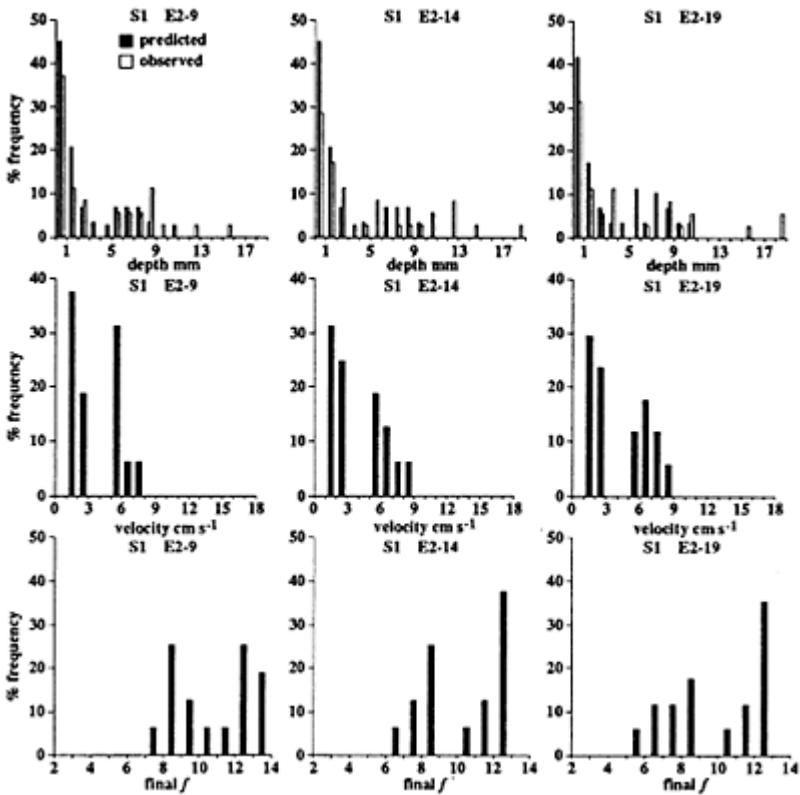 S1 E2-9
S1 E2-14
S1 E2-19
50
40
30
20
10
0
% frequency
predicted
observed
1 5 9 13 17
depth mm
50
40
30
20
10
0
1 5 9 13 17
depth mm
50
40
30
20
10
0
1 5 9 13 17
depth mm
S1 E2-9
S1 E2-14
S1 E2-19
40
30
20
10
0
% frequency
0 3 6 9 12 15 18
velocity cm s⁻¹
40
30
20
10
0
0 3 6 9 12 15 18
velocity cm s⁻¹
40
30
20
10
0
0 3 6 9 12 15 18
velocity cm s⁻¹
S1 E2-9
S1 E2-14
S1 E2-19
50
40
30
20
10
0
% frequency
2 4 6 8 10 12 14
final f
50
40
30
20
10
0
2 4 6 8 10 12 14
final f
50
40
30
20
10
0
2 4 6 8 10 12 14
final f